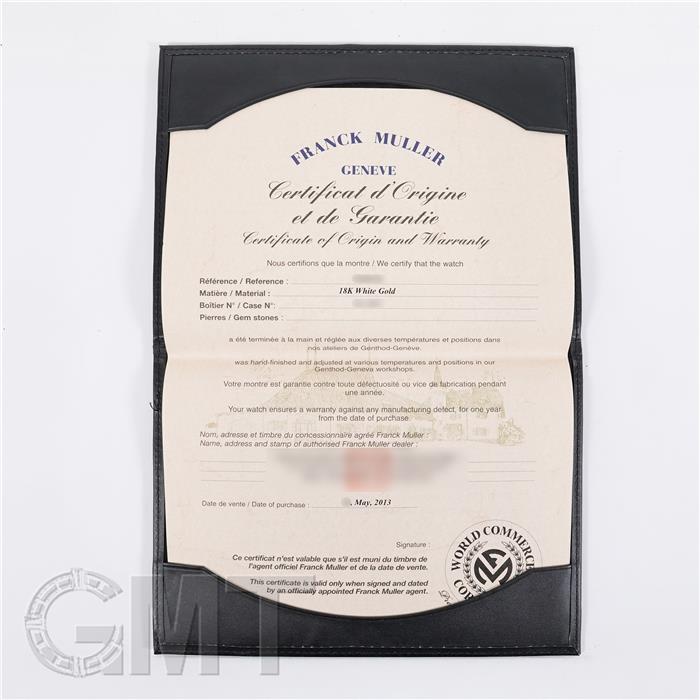 FRANCK MULLER
GENEVE
Certificat d'Origine
et de Garantie
Certificate of Origin and Warranty
Nous certifions que la montre / We certify that the watch
Référence / Reference :
Matière / Material : 18K White Gold
Boîtier N° / Case N°:
Pierres / Gem stones :
a été terminée à la main et réglée aux diverses températures et positions dans
nos ateliers de Genthod-Genève.
was hand-finished and adjusted at various temperatures and positions in our
Genthod-Geneva workshops.
Votre montre est garantie contre toute défectuosité ou vice de fabrication pendant
une année.
Your watch ensures a warranty against any manufacturing defect, for one year
from the date of purchase.
Nom, adresse et timbre du concessionnaire agréé Franck Muller :
Name, address and stamp of authorised Franck Muller dealer :
Date de vente / Date of purchase : , May, 2013
Signature :
WORLD COMMERC
COR
Ce certificat n'est valable que s'il est muni du timbre de
l'agent officiel Franck Muller et de la date de vente.
This certificate is valid only when signed and dated
by an officially appointed Franck Muller agent.
GMT